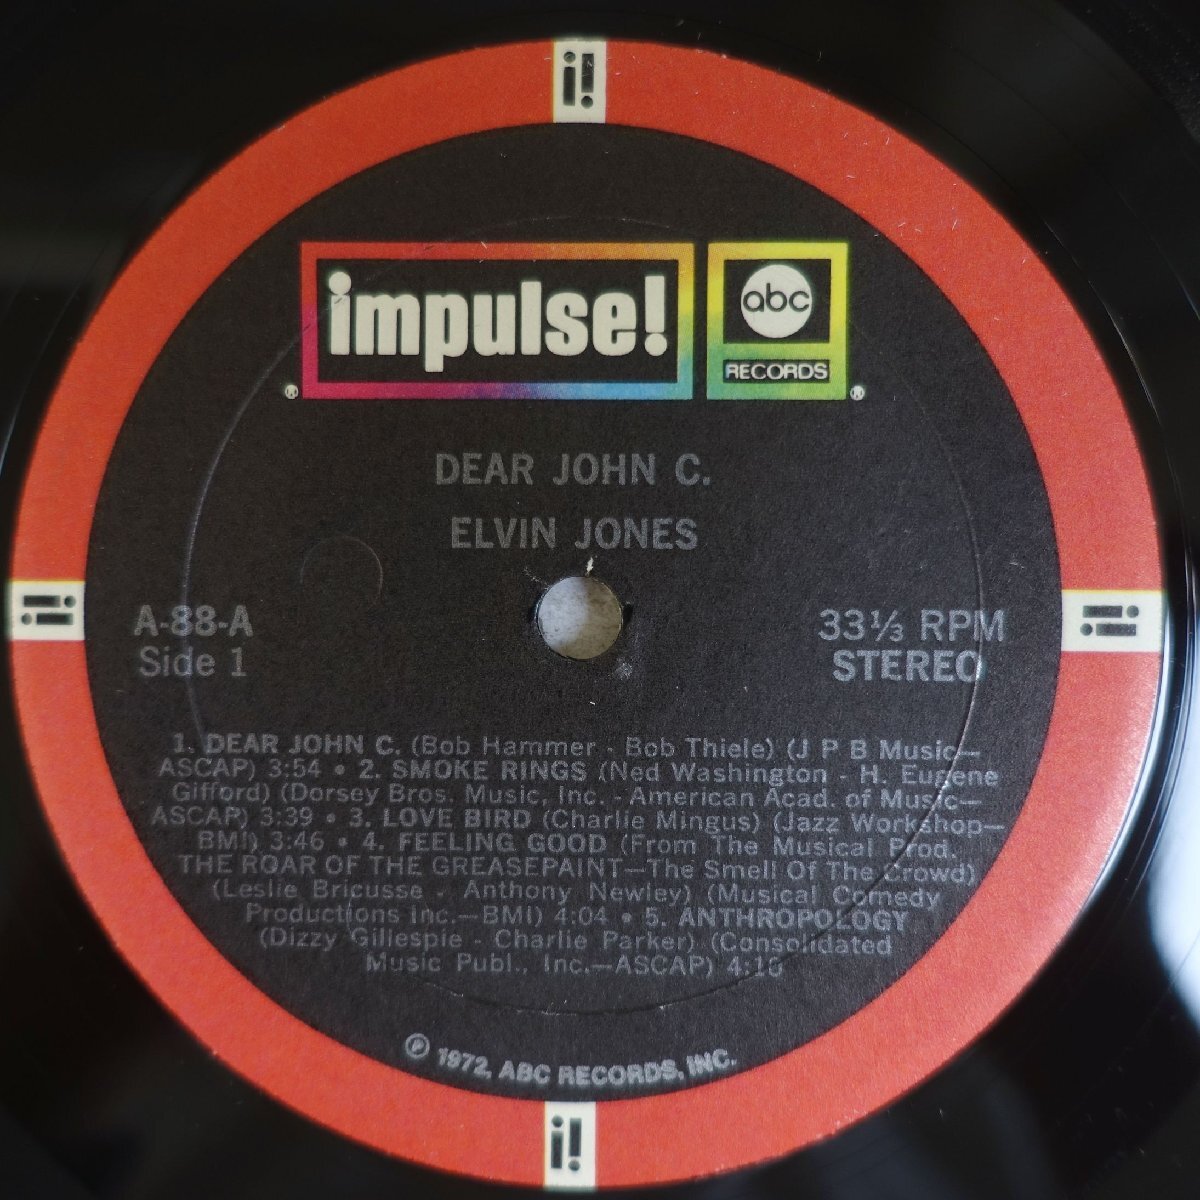 i!
impulse!
abc
RECORDS
®
®
DEAR JOHN C.
ELVIN JONES
A-88-A
Side 1
33⅓ RPM
STEREO
1. DEAR JOHN C. (Bob Hammer - Bob Thiele) (J P B Music—
ASCAP) 3:54 • 2. SMOKE RINGS (Ned Washington - H. Eugene
Gifford) (Dorsey Bros. Music, Inc. - American Acad. of Music—
ASCAP) 3:39 • 3. LOVE BIRD (Charlie Mingus) (Jazz Workshop—
BMI) 3:46 • 4. FEELING GOOD (From The Musical Prod.
THE ROAR OF THE GREASEPAINT—The Smell Of The Crowd)
(Leslie Bricusse - Anthony Newley) (Musical Comedy
Productions Inc.—BMI) 4:04 • 5. ANTHROPOLOGY
(Dizzy Gillespie - Charlie Parker) (Consolidated
Music Publ., Inc.—ASCAP) 4:16
℗ 1972, ABC RECORDS, INC.
i!
i!
i!